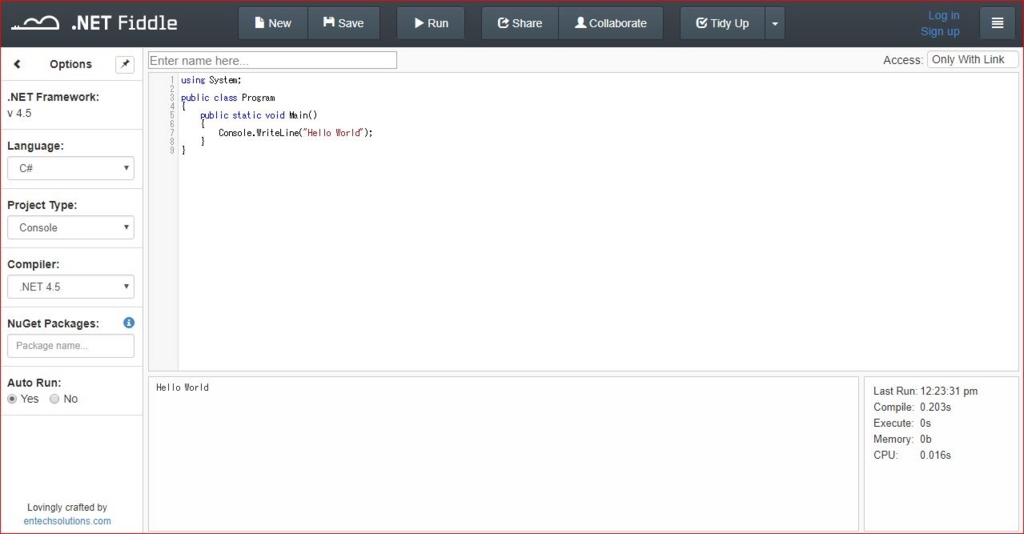 .NET Fiddle
New
Save
Run
Share
Collaborate
Tidy Up
Log in
Sign up
Options
.NET Framework:
v 4.5
Language:
C#
Project Type:
Console
Compiler:
.NET 4.5
NuGet Packages:
Package name...
Auto Run:
Yes No
Lovingly crafted by
entechsolutions.com
Enter name here...
Access: Only With Link
1 using System;
2
3 public class Program
4 {
5 public static void Main()
6 {
7 Console.WriteLine("Hello World");
8 }
9 }
Hello World
Last Run: 12:23:31 pm
Compile: 0.203s
Execute: 0s
Memory: 0b
CPU: 0.016s